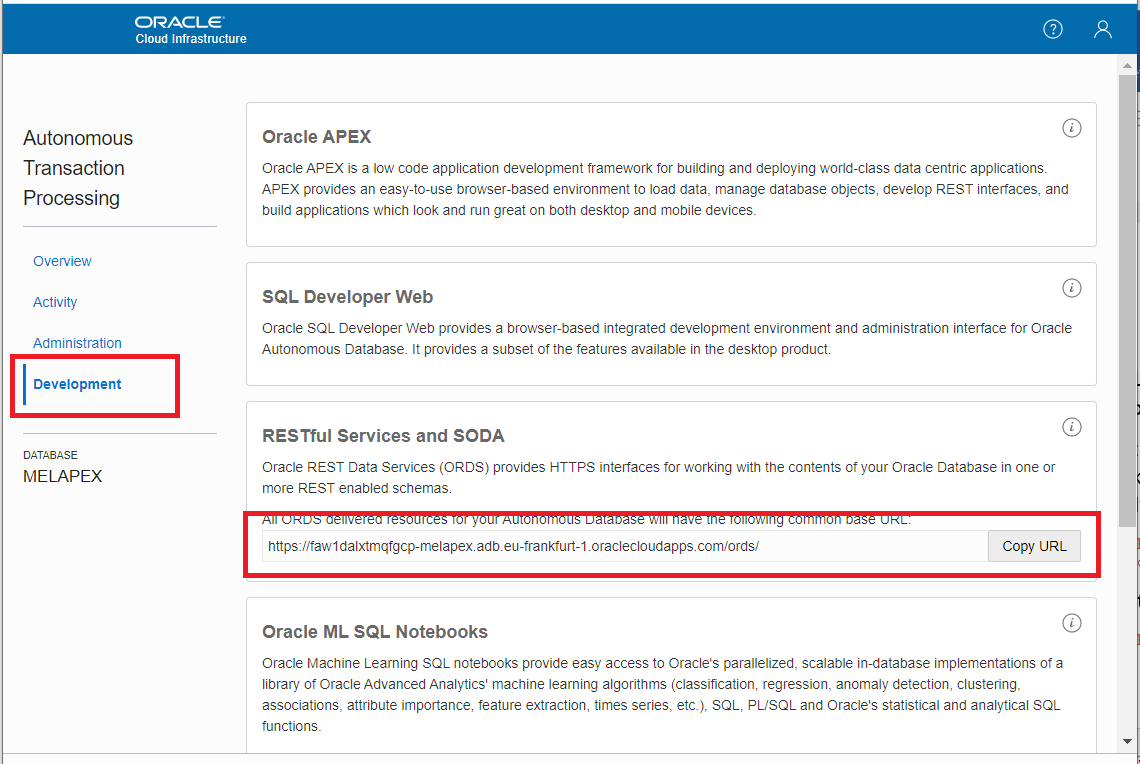 ORACLE
Cloud Infrastructure
Autonomous
Transaction
Processing
Overview
Activity
Administration
Development
DATABASE
MELAPEX
Oracle APEX
Oracle APEX is a low code application development framework for building and deploying world-class data centric applications.
APEX provides an easy-to-use browser-based environment to load data, manage database objects, develop REST interfaces, and
build applications which look and run great on both desktop and mobile devices.
SQL Developer Web
Oracle SQL Developer Web provides a browser-based integrated development environment and administration interface for Oracle
Autonomous Database. It provides a subset of the features available in the desktop product.
RESTful Services and SODA
Oracle REST Data Services (ORDS) provides HTTPS interfaces for working with the contents of your Oracle Database in one or
more REST enabled schemas.
All ORDS delivered resources for your Autonomous Database will have the following common base URL:
https://faw1dalxtmqfgcp-melapex.adb.eu-frankfurt-1.oraclecloudapps.com/ords/
Copy URL
Oracle ML SQL Notebooks
Oracle Machine Learning SQL notebooks provide easy access to Oracle's parallelized, scalable in-database implementations of a
library of Oracle Advanced Analytics' machine learning algorithms (classification, regression, anomaly detection, clustering,
associations, attribute importance, feature extraction, times series, etc.), SQL, PL/SQL and Oracle's statistical and analytical SQL
functions.